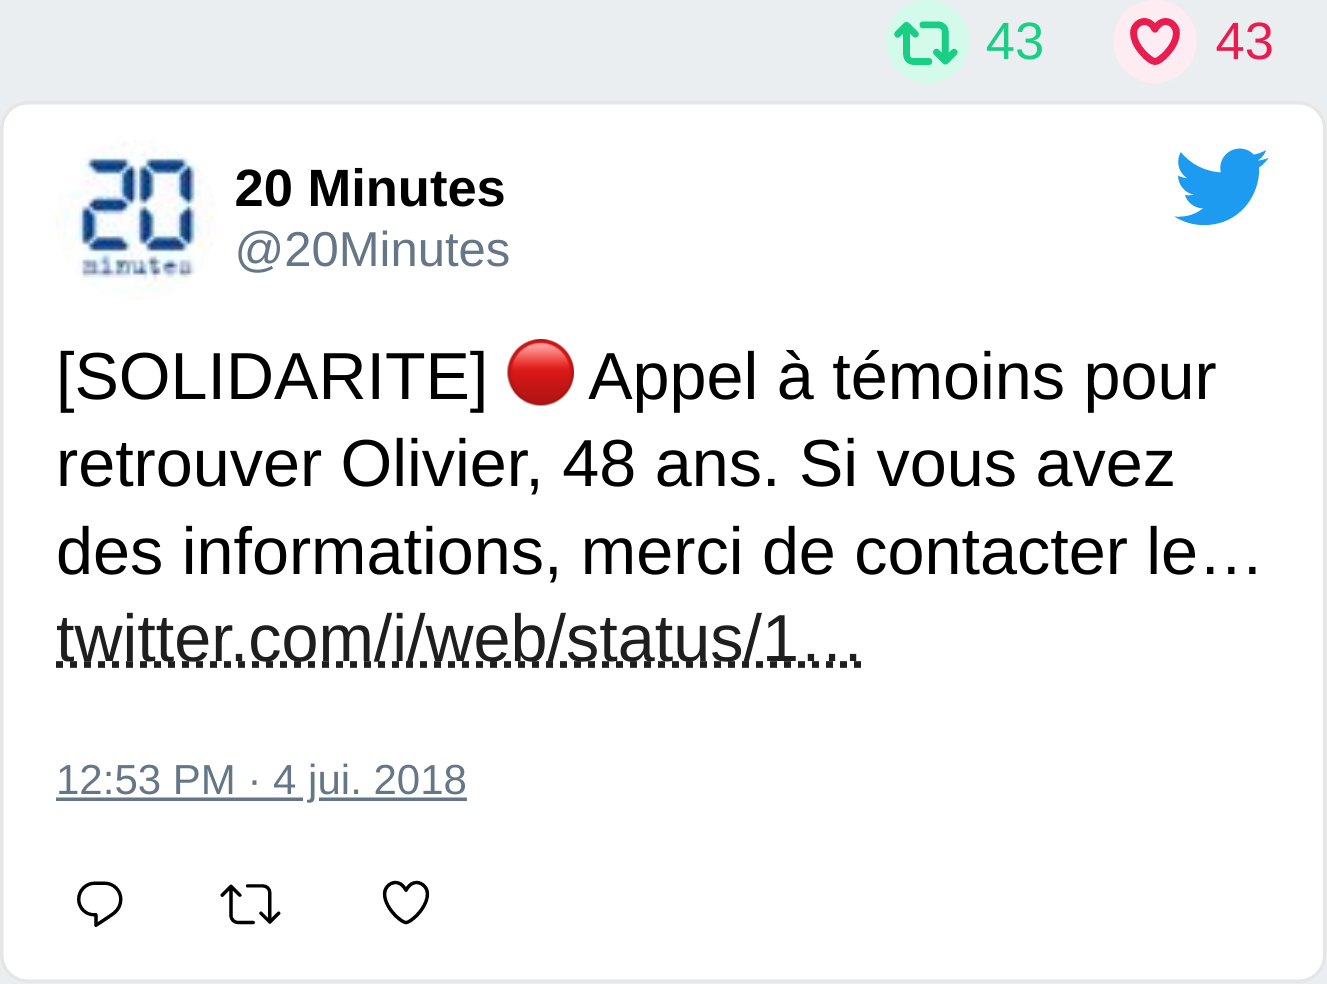 43 43
20 minutes
20 Minutes
@20Minutes
[SOLIDARITE] 🔴 Appel à témoins pour
retrouver Olivier, 48 ans. Si vous avez
des informations, merci de contacter le…
twitter.com/i/web/status/1…
12:53 PM · 4 jui. 2018